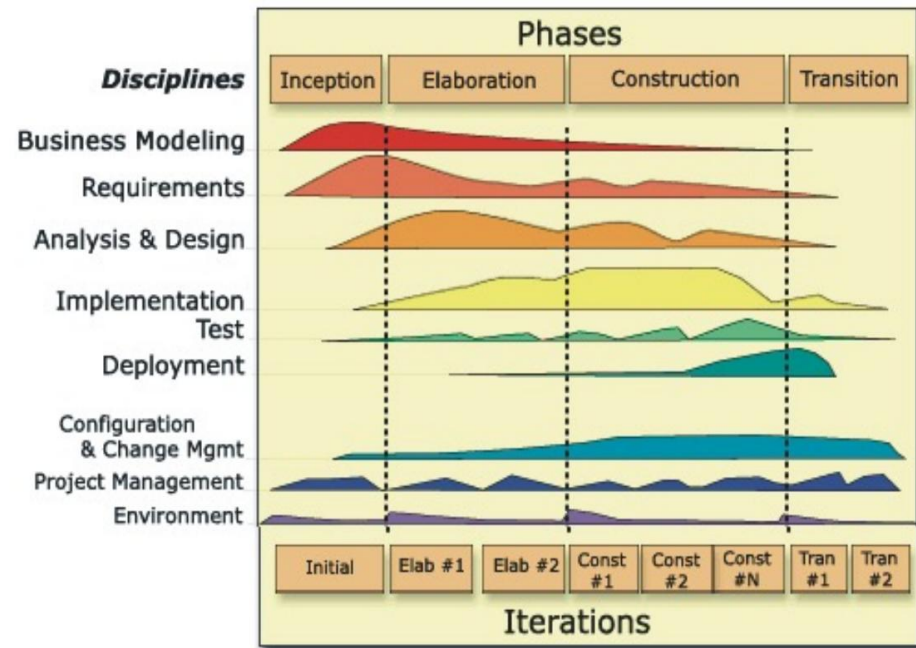 Phases
Disciplines Inception Elaboration Construction Transition
Business Modeling
Requirements
Analysis & Design
Implementation
Test
Deployment
Configuration
& Change Mgmt
Project Management
Environment
Initial Elab #1 Elab #2 Const #1 Const #2 Const #N Tran #1 Tran #2
Iterations